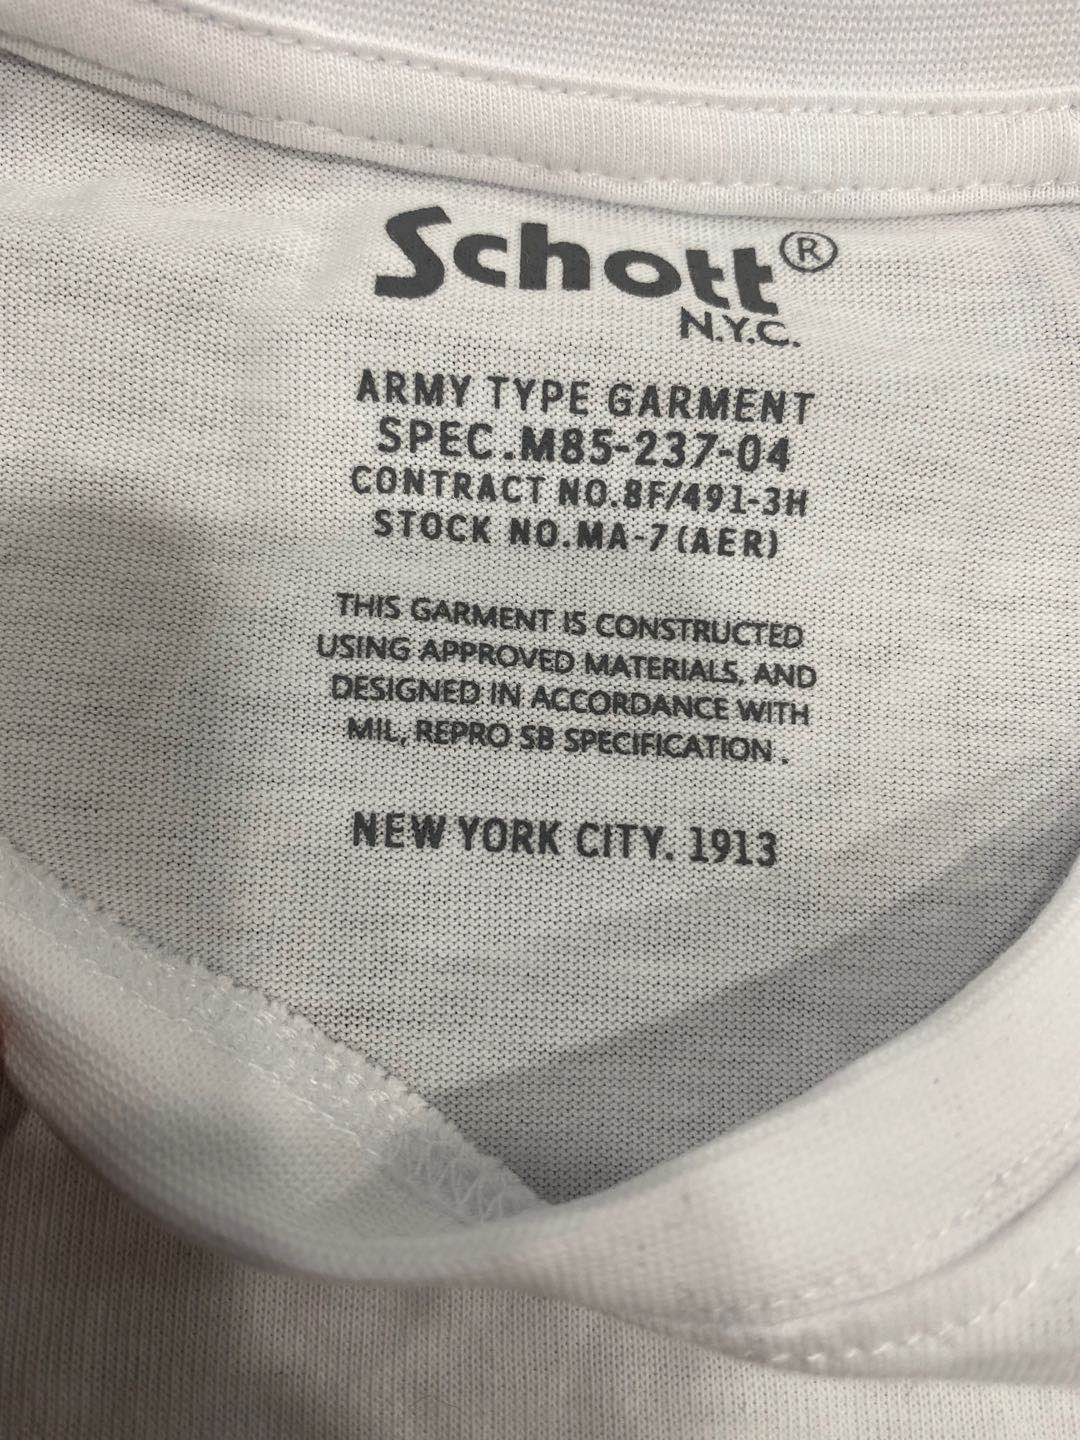 Schott®
N.Y.C.
ARMY TYPE GARMENT
SPEC.M85-237-04
CONTRACT NO.8F/491-3H
STOCK NO.MA-7(AER)
THIS GARMENT IS CONSTRUCTED
USING APPROVED MATERIALS, AND
DESIGNED IN ACCORDANCE WITH
MIL, REPRO SB SPECIFICATION .
NEW YORK CITY. 1913